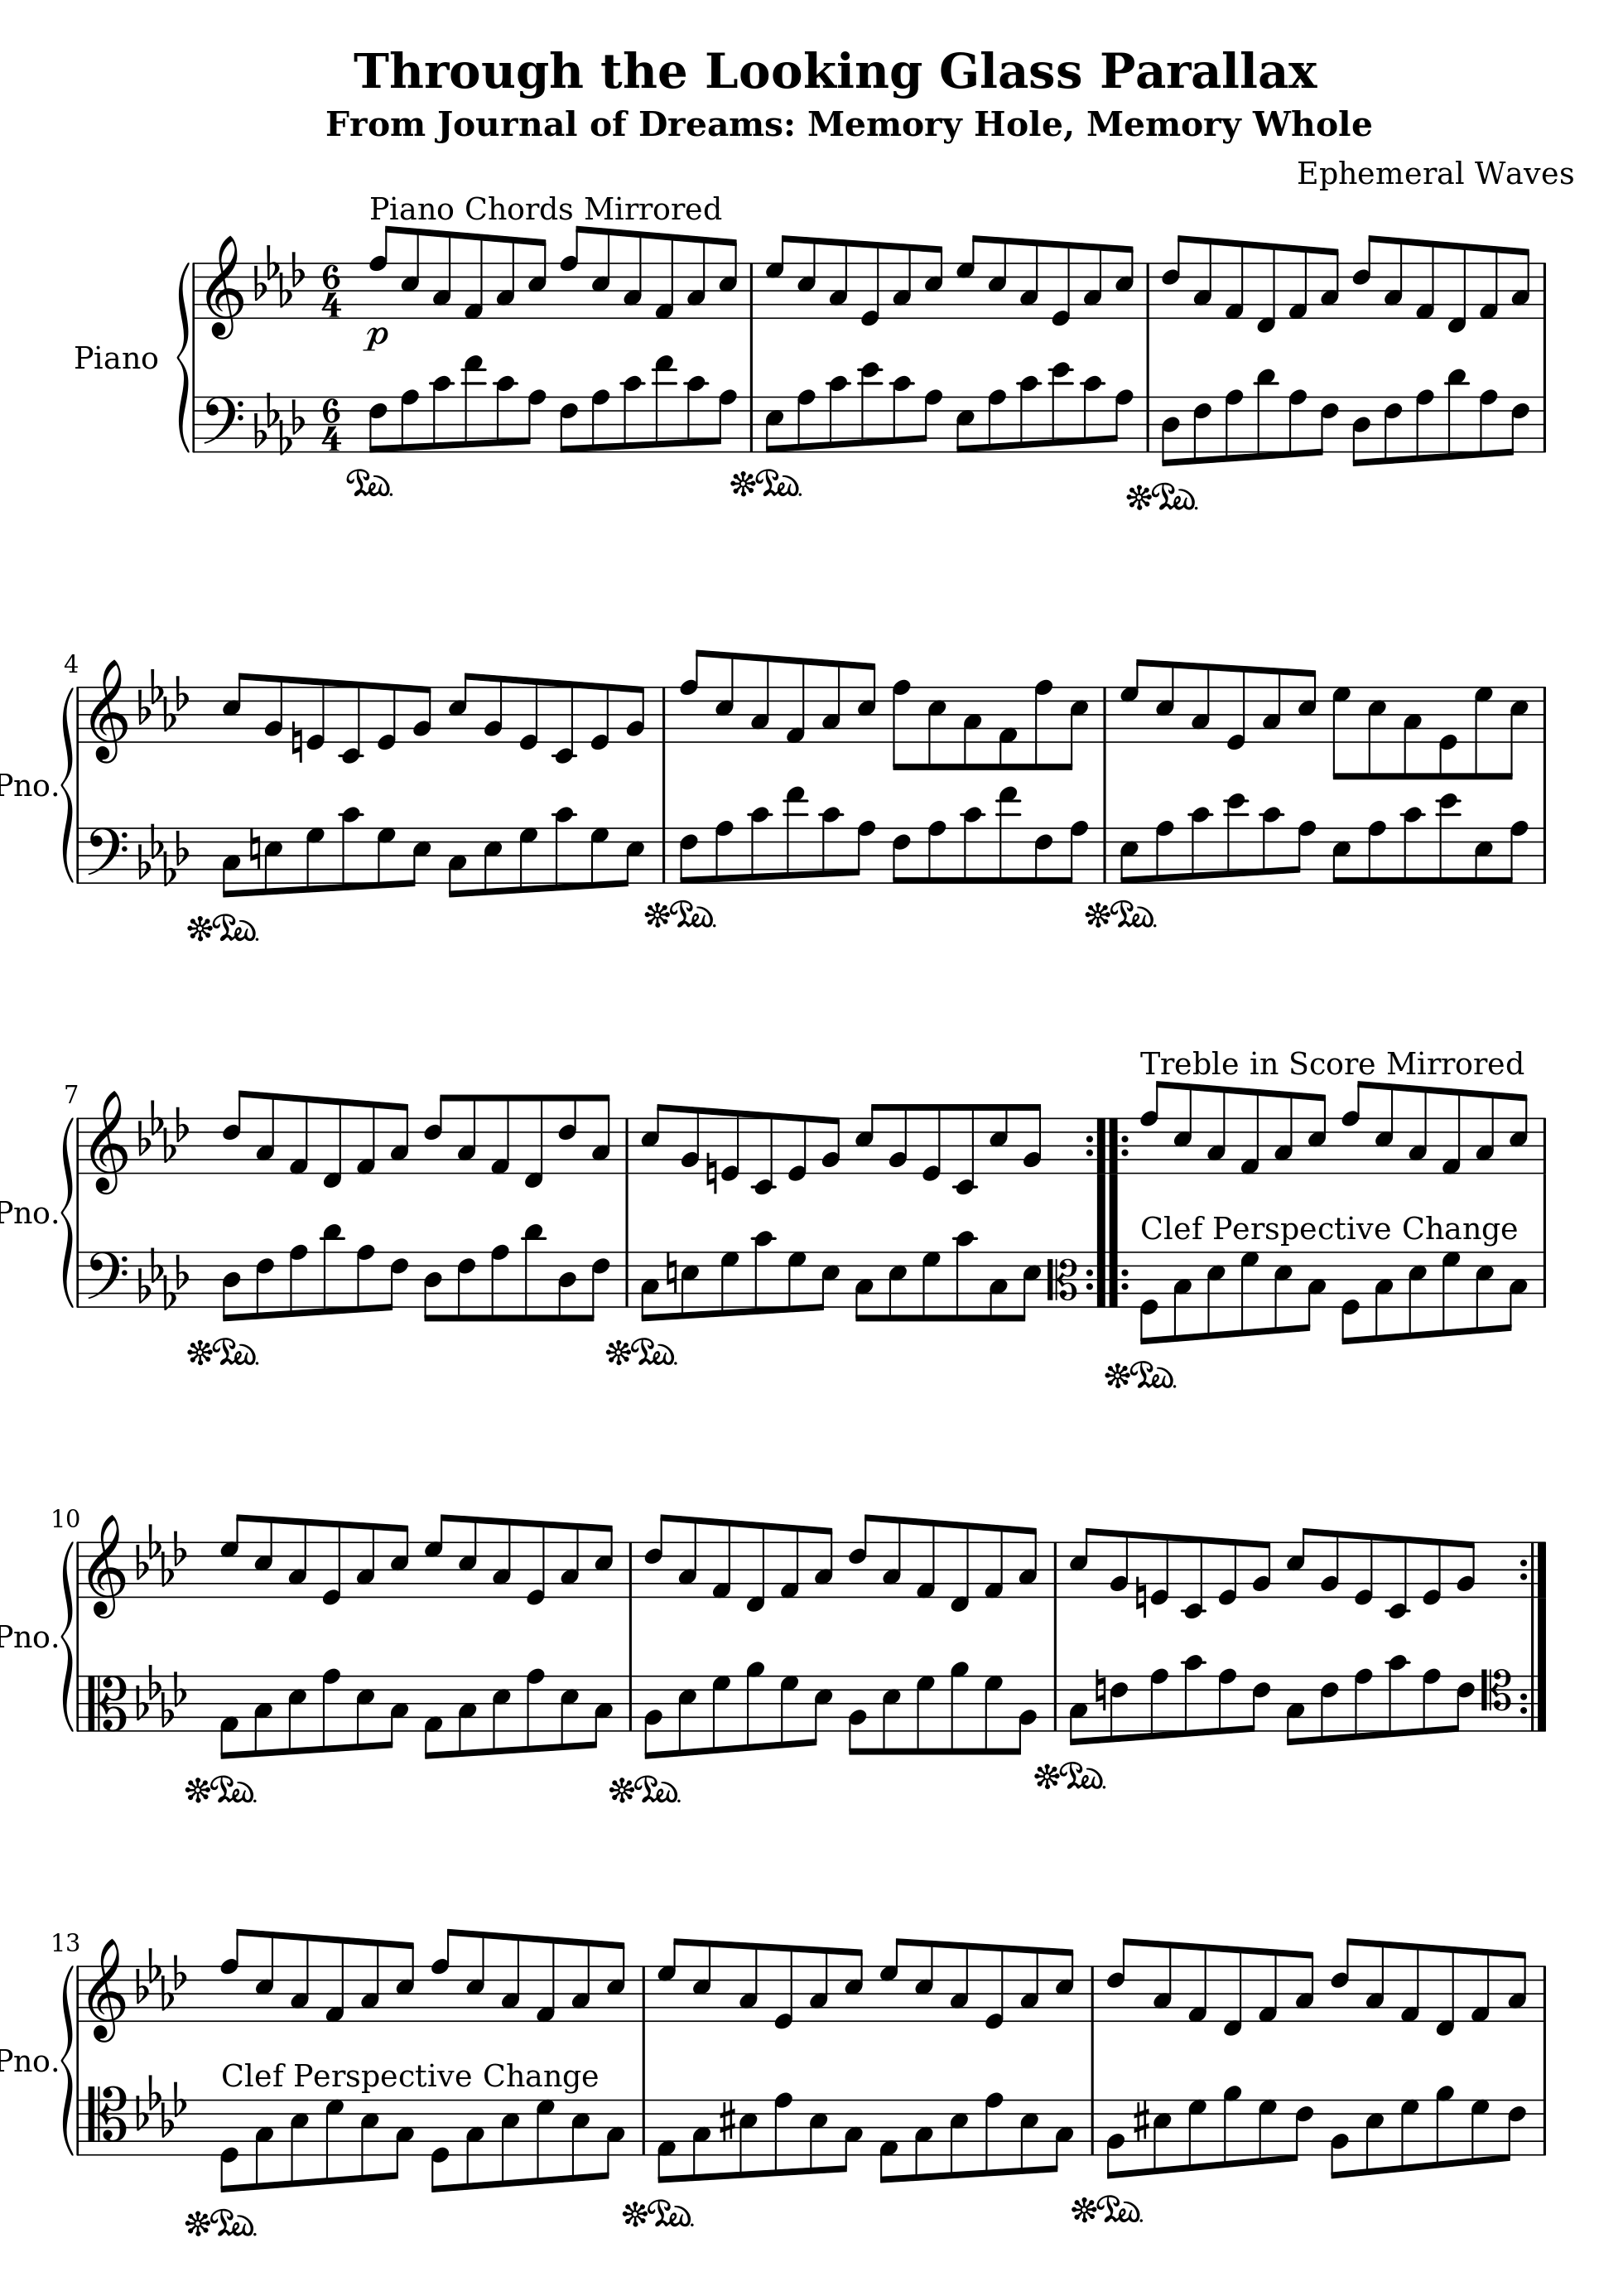 Through the Looking Glass Parallax
From Journal of Dreams: Memory Hole, Memory Whole
Ephemeral Waves
Piano Chords Mirrored
6
4
p
Piano
6
4
Ped. Ped. Ped.
4
Pno.
Ped. Ped. Ped.
7
Treble in Score Mirrored
Pno.
Clef Perspective Change
Ped. Ped. Ped.
10
Pno.
Ped. Ped. Ped.
13
Pno.
Clef Perspective Change
Ped. Ped. Ped.